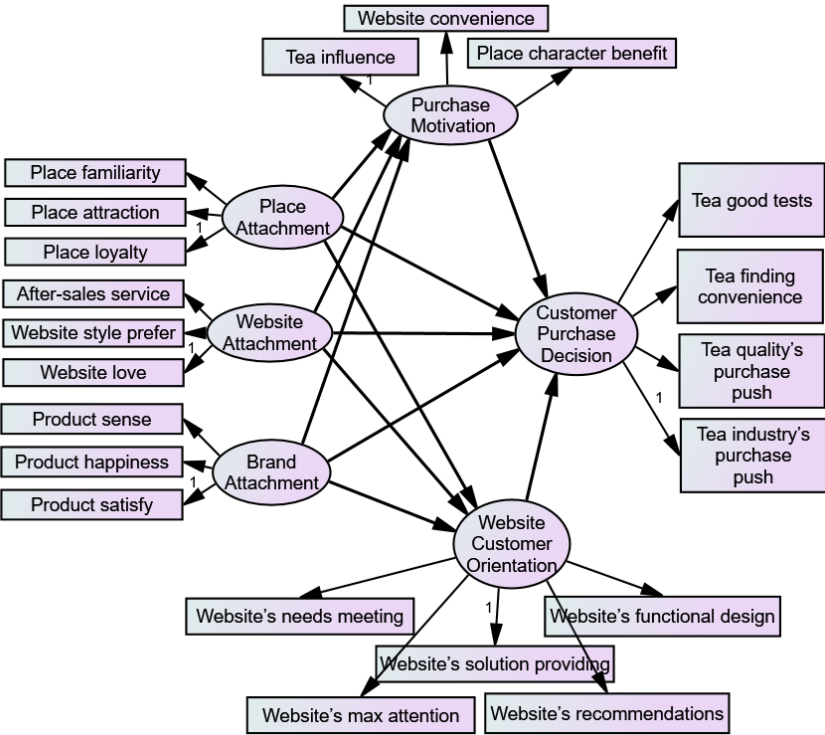 Website convenience
Tea influence
Place character benefit
1
Purchase
Motivation
Place familiarity
Place attraction
1
Place loyalty
Place
Attachment
After-sales service
Website style prefer
1
Website love
Website
Attachment
Product sense
Product happiness
1
Product satisfy
Brand
Attachment
Customer
Purchase
Decision
Tea good tests
Tea finding
convenience
Tea quality's
purchase
push
1
Tea industry's
purchase
push
Website
Customer
Orientation
1
Website's needs meeting
Website's functional design
Website's solution providing
Website's max attention
Website's recommendations